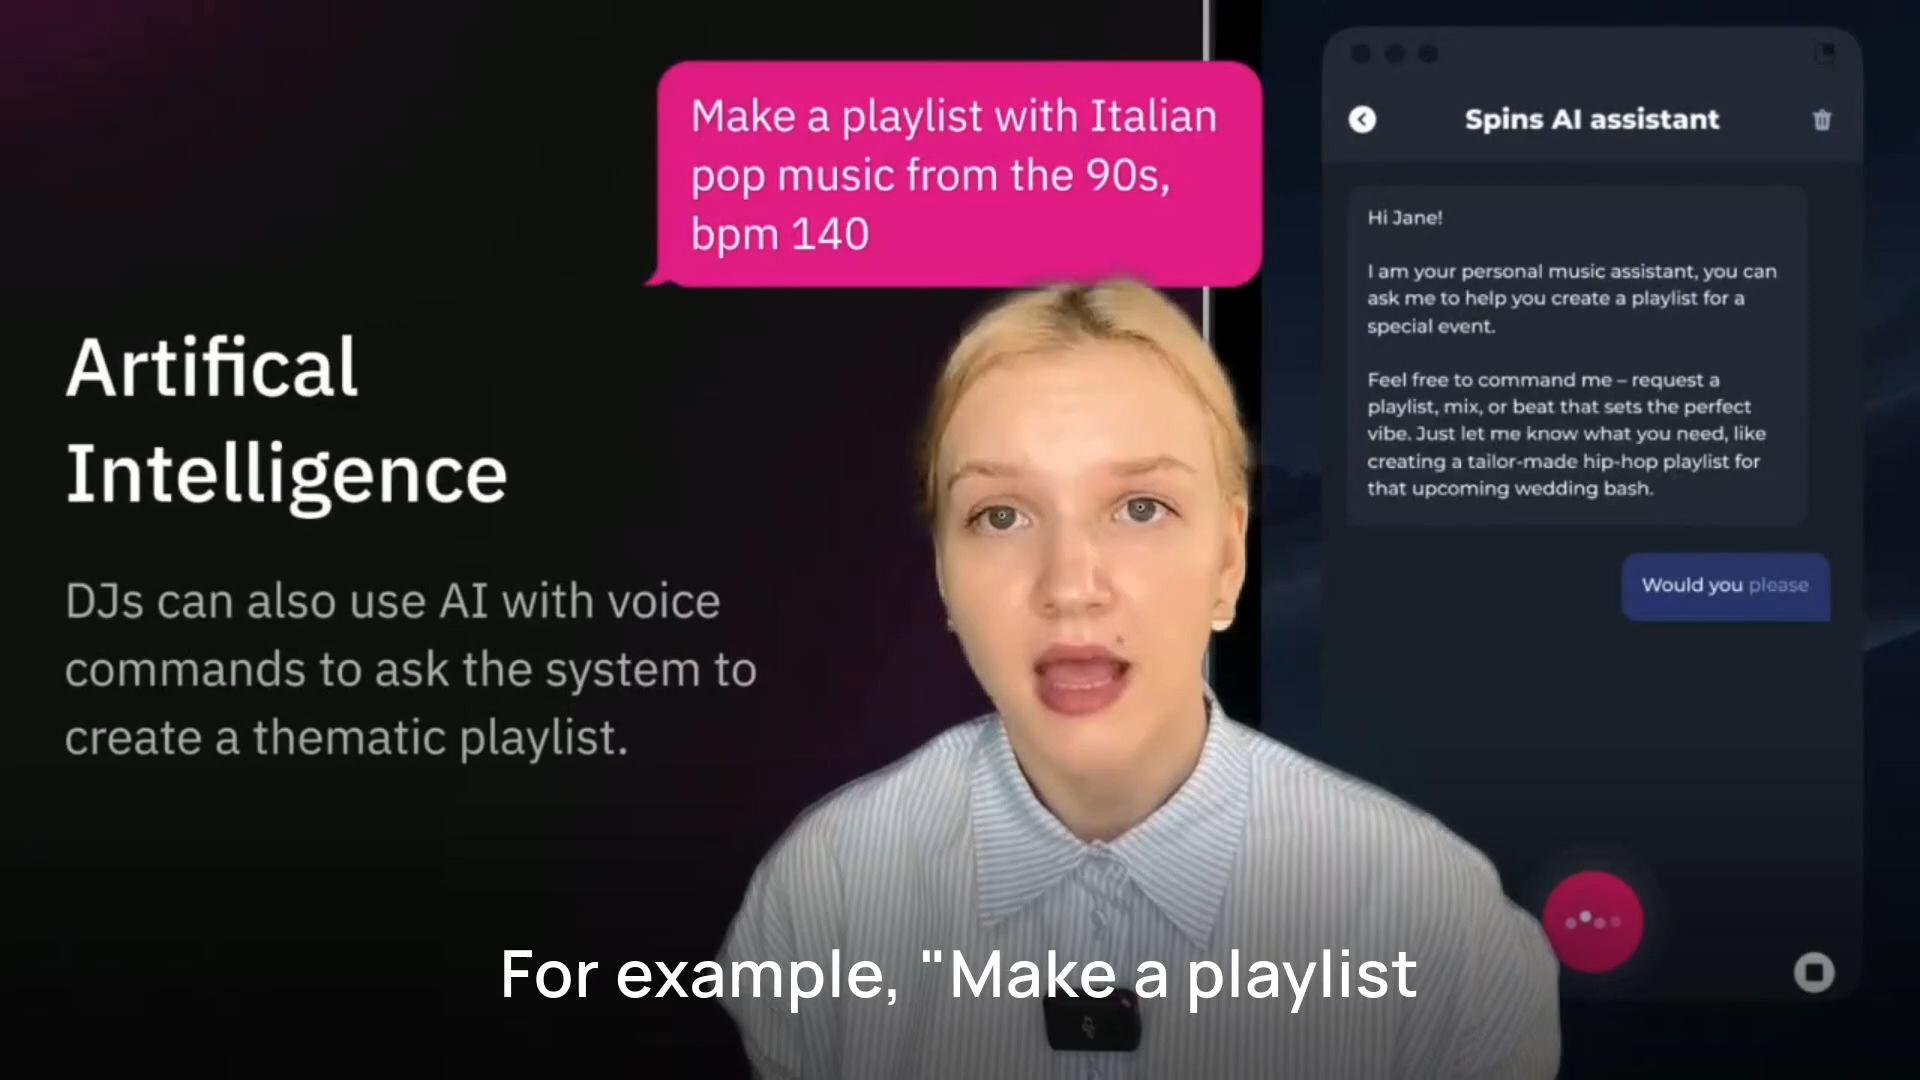 Make a playlist with Italian
pop music from the 90s,
bpm 140
Artifical
Intelligence
DJs can also use AI with voice
commands to ask the system to
create a thematic playlist.
Spins AI assistant
Hi Jane!
I am your personal music assistant, you can
ask me to help you create a playlist for a
special event.
Feel free to command me – request a
playlist, mix, or beat that sets the perfect
vibe. Just let me know what you need, like
creating a tailor-made hip-hop playlist for
that upcoming wedding bash.
Would you please
For example, "Make a playlist